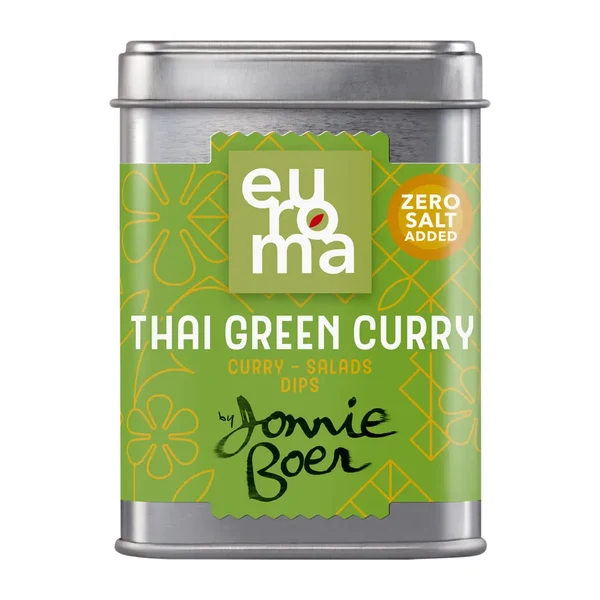 eu
ro
ma
ZERO
SALT
ADDED
THAI GREEN CURRY
CURRY - SALADS
DIPS
by Jonnie
Boer